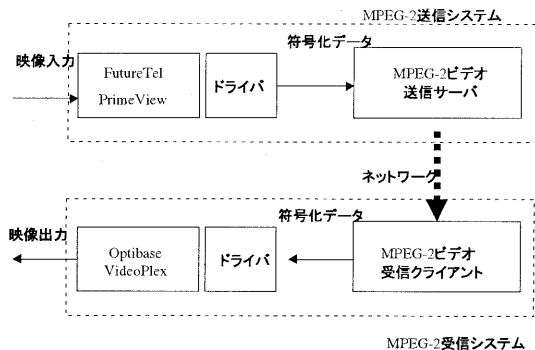 MPEG-2送信システム
映像入力
FutureTel
PrimeView
ドライバ
符号化データ
MPEG-2ビデオ
送信サーバ
ネットワーク
映像出力
Optibase
VideoPlex
ドライバ
符号化データ
MPEG-2ビデオ
受信クライアント
MPEG-2受信システム